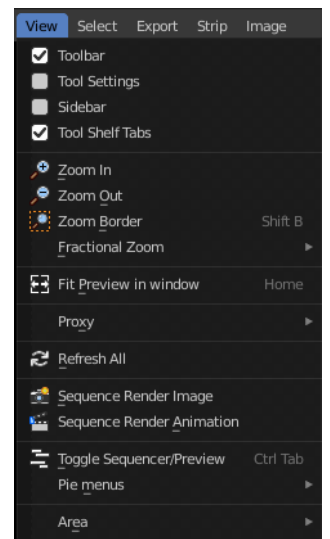 View Select Export Strip Image
Toolbar
Tool Settings
Sidebar
Tool Shelf Tabs
Zoom In
Zoom Out
Zoom Border Shift B
Fractional Zoom
Fit Preview in window Home
Proxy
Refresh All
Sequence Render Image
Sequence Render Animation
Toggle Sequencer/Preview Ctrl Tab
Pie menus
Area